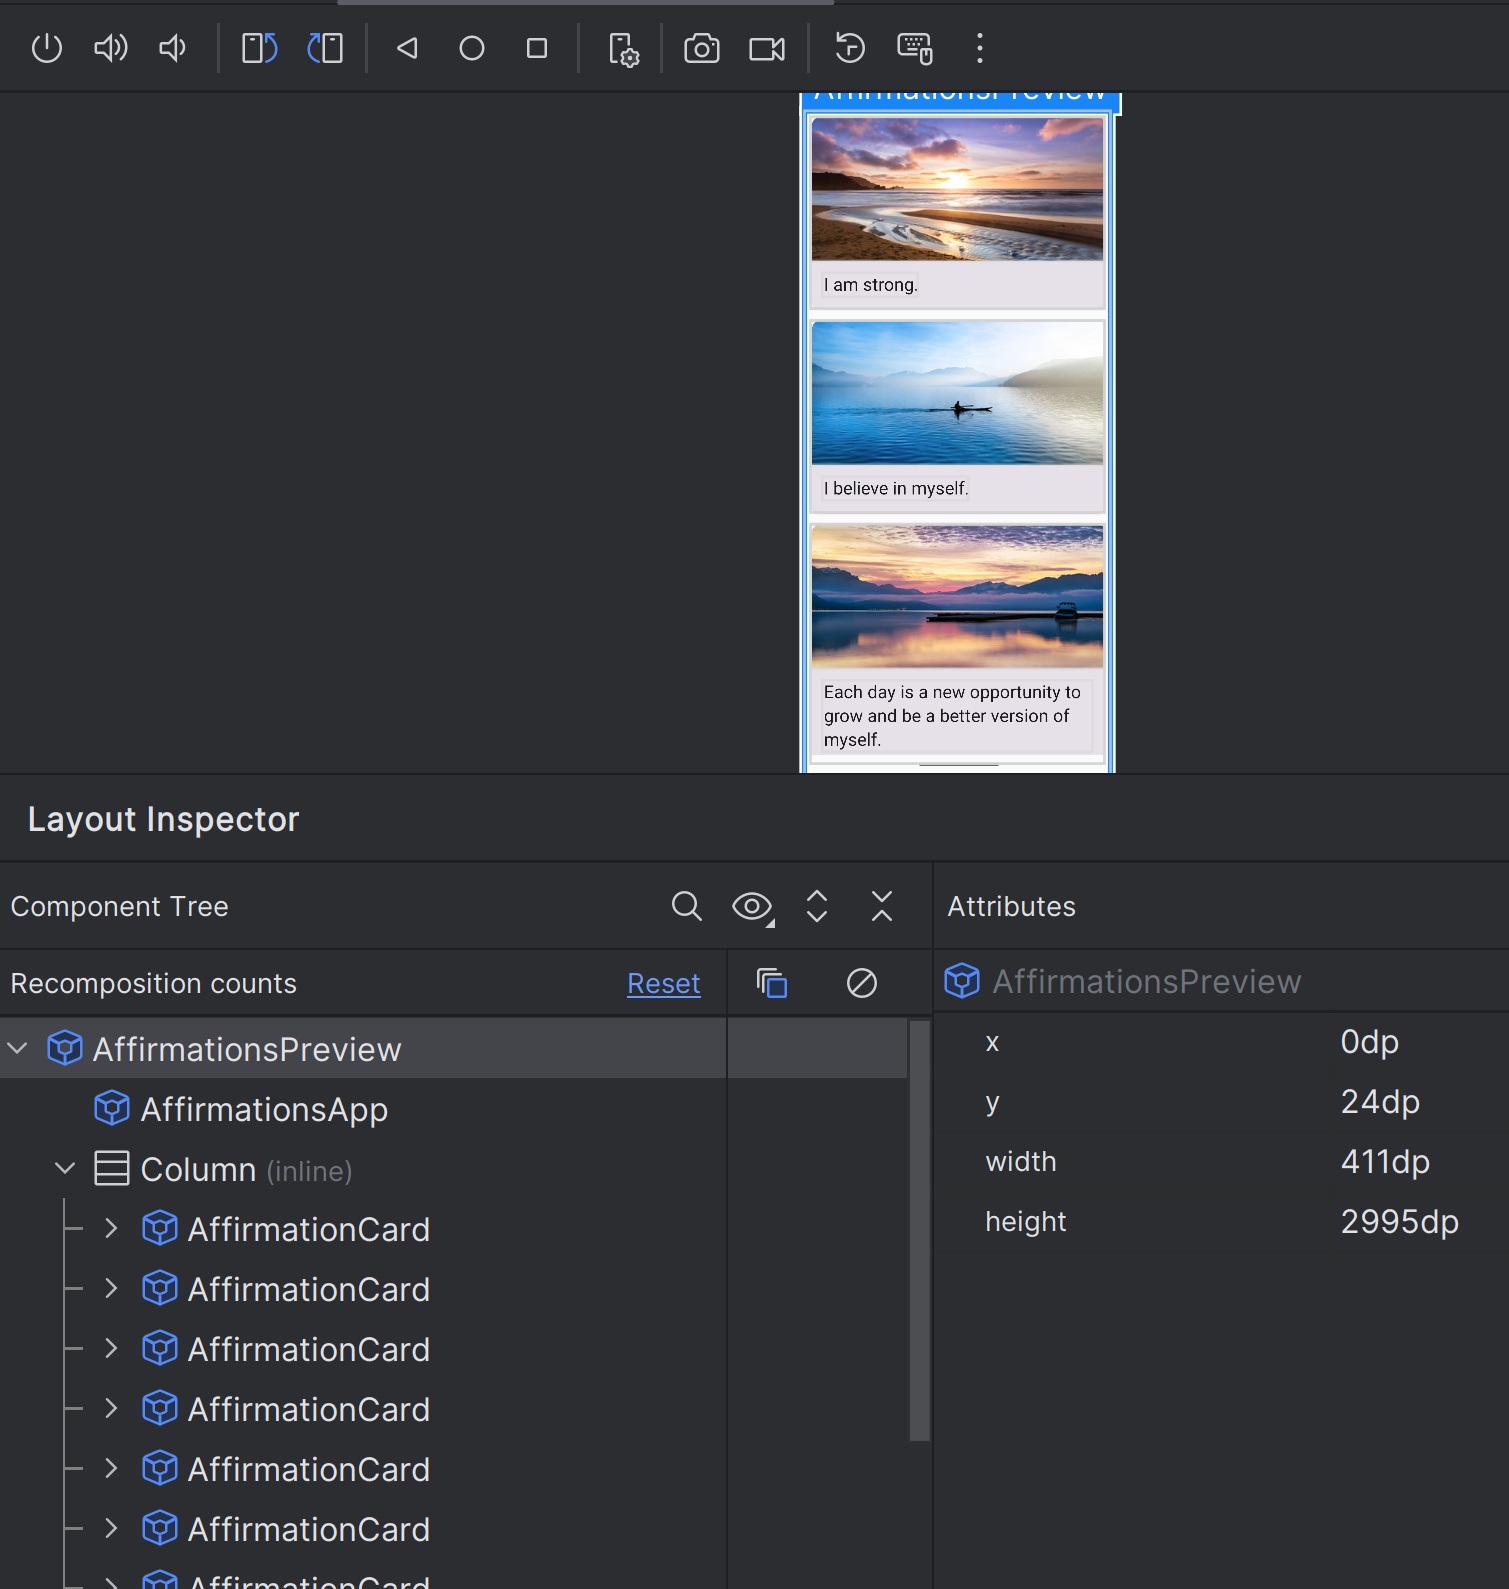 AffirmationsPreview
I am strong.
I believe in myself.
Each day is a new opportunity to
grow and be a better version of
myself.
Layout Inspector
Component Tree
Attributes
Recomposition counts Reset
AffirmationsPreview
AffirmationsPreview
AffirmationsApp
Column (inline)
AffirmationCard
AffirmationCard
AffirmationCard
AffirmationCard
AffirmationCard
AffirmationCard
AffirmationCard
x 0dp
y 24dp
width 411dp
height 2995dp